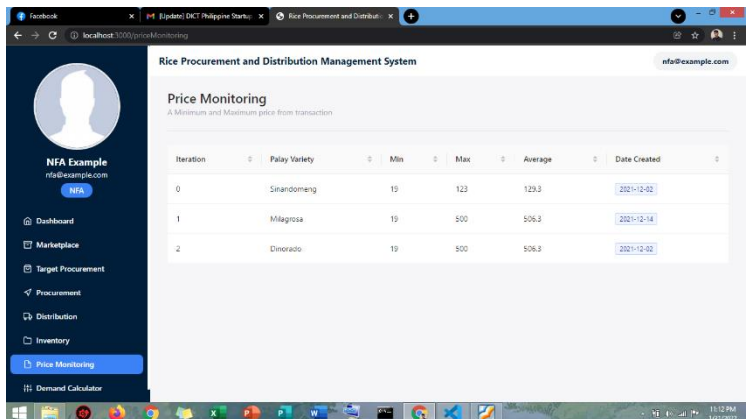 Facebook
[Update] DICT Philippine Startup
Rice Procurement and Distributio
localhost:3000/priceMonitoring
Rice Procurement and Distribution Management System
nfa@example.com
Price Monitoring
A Minimum and Maximum price from transaction
NFA Example
nfa@example.com
NFA
Dashboard
Marketplace
Target Procurement
Procurement
Distribution
Inventory
Price Monitoring
Demand Calculator
Iteration Palay Variety Min Max Average Date Created
0 Sinandomeng 19 123 129.3 2021-12-02
1 Milagrosa 19 500 506.3 2021-12-14
2 Dinorado 19 500 506.3 2021-12-02
11:12 PM